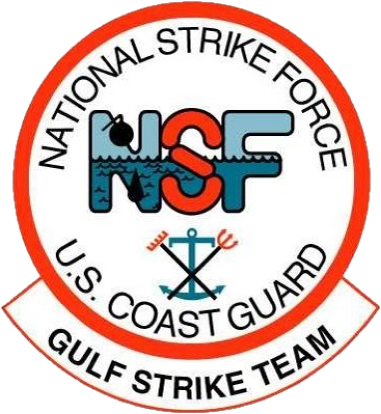 NATIONAL STRIKE FORCE
NSF
U.S. COAST GUARD
GULF STRIKE TEAM